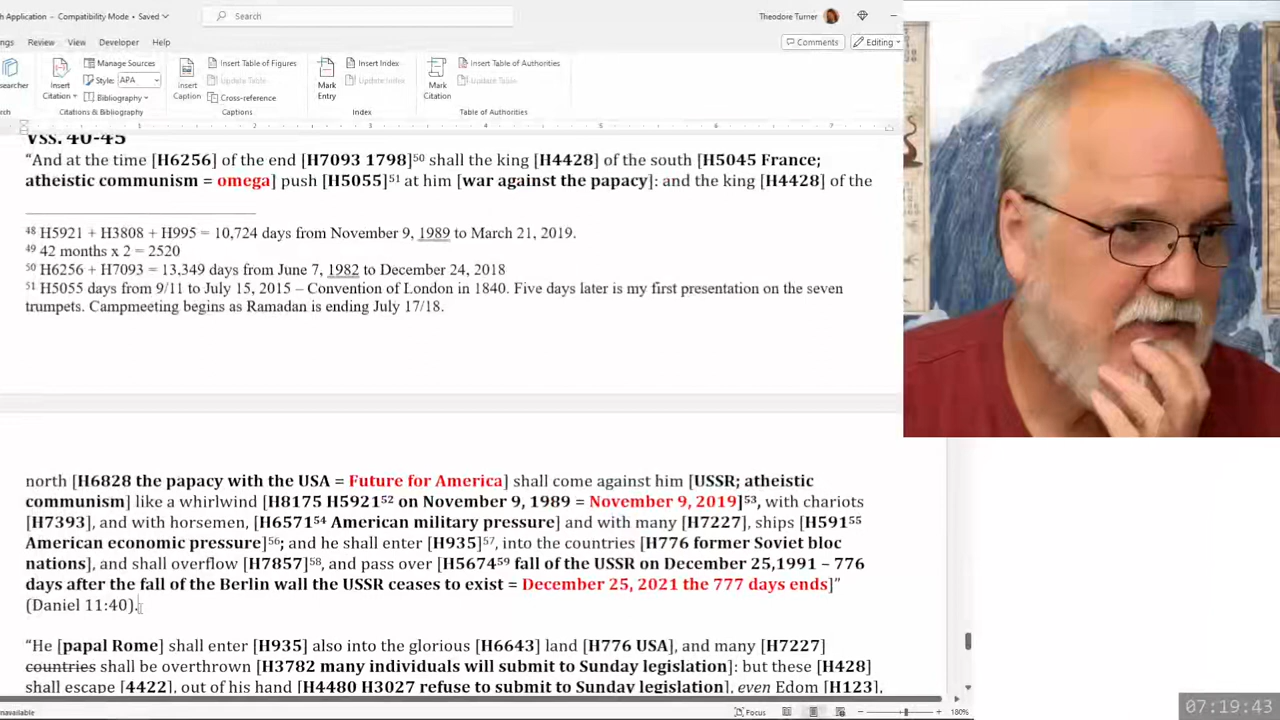 h Application - Compatibility Mode • Saved
Search
Theodore Turner
ngs Review View Developer Help
Comments
Editing
searcher
Insert
Citation
Manage Sources
Style: APA
Bibliography
Citations & Bibliography
Insert
Caption
Insert Table of Figures
Update Table
Cross-reference
Captions
Mark
Entry
Insert Index
Update Index
Index
Mark
Citation
Insert Table of Authorities
Update Table
Table of Authorities
Vss. 40-45
“And at the time [H6256] of the end [H7093 1798]⁵⁰ shall the king [H4428] of the south [H5045 France;
atheistic communism = omega] push [H5055]⁵¹ at him [war against the papacy]: and the king [H4428] of the
⁴⁸ H5921 + H3808 + H995 = 10,724 days from November 9, 1989 to March 21, 2019.
⁴⁹ 42 months x 2 = 2520
⁵⁰ H6256 + H7093 = 13,349 days from June 7, 1982 to December 24, 2018
⁵¹ H5055 days from 9/11 to July 15, 2015 – Convention of London in 1840. Five days later is my first presentation on the seven
trumpets. Campmeeting begins as Ramadan is ending July 17/18.
north [H6828 the papacy with the USA = Future for America] shall come against him [USSR; atheistic
communism] like a whirlwind [H8175 H5921⁵² on November 9, 1989 = November 9, 2019]⁵³, with chariots
[H7393], and with horsemen, [H6571⁵⁴ American military pressure] and with many [H7227], ships [H591⁵⁵
American economic pressure]⁵⁶; and he shall enter [H935]⁵⁷, into the countries [H776 former Soviet bloc
nations], and shall overflow [H7857]⁵⁸, and pass over [H5674⁵⁹ fall of the USSR on December 25,1991 – 776
days after the fall of the Berlin wall the USSR ceases to exist = December 25, 2021 the 777 days ends]”
(Daniel 11:40).
“He [papal Rome] shall enter [H935] also into the glorious [H6643] land [H776 USA], and many [H7227]
countries shall be overthrown [H3782 many individuals will submit to Sunday legislation]: but these [H428]
shall escape [4422], out of his hand [H4480 H3027 refuse to submit to Sunday legislation], even Edom [H123],
unavailable
Focus
180%
07:19:43